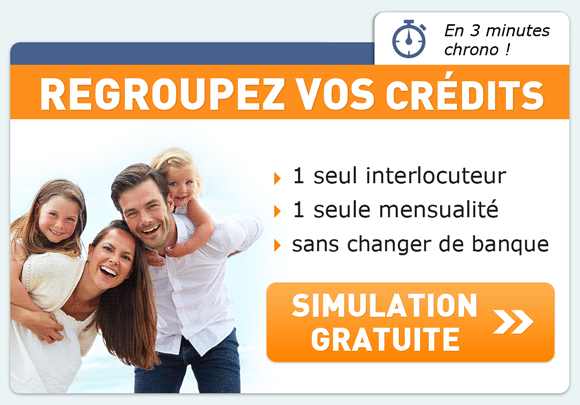 En 3 minutes
chrono !
REGROUPEZ VOS CRÉDITS
1 seul interlocuteur
1 seule mensualité
sans changer de banque
SIMULATION
GRATUITE